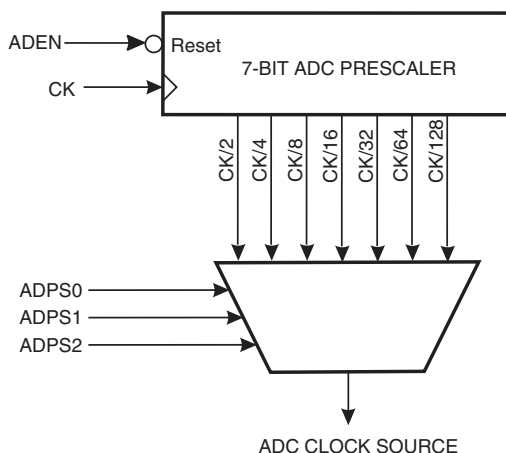 ADEN
Reset
7-BIT ADC PRESCALER
CK
CK/2
CK/4
CK/8
CK/16
CK/32
CK/64
CK/128
ADPS0
ADPS1
ADPS2
ADC CLOCK SOURCE